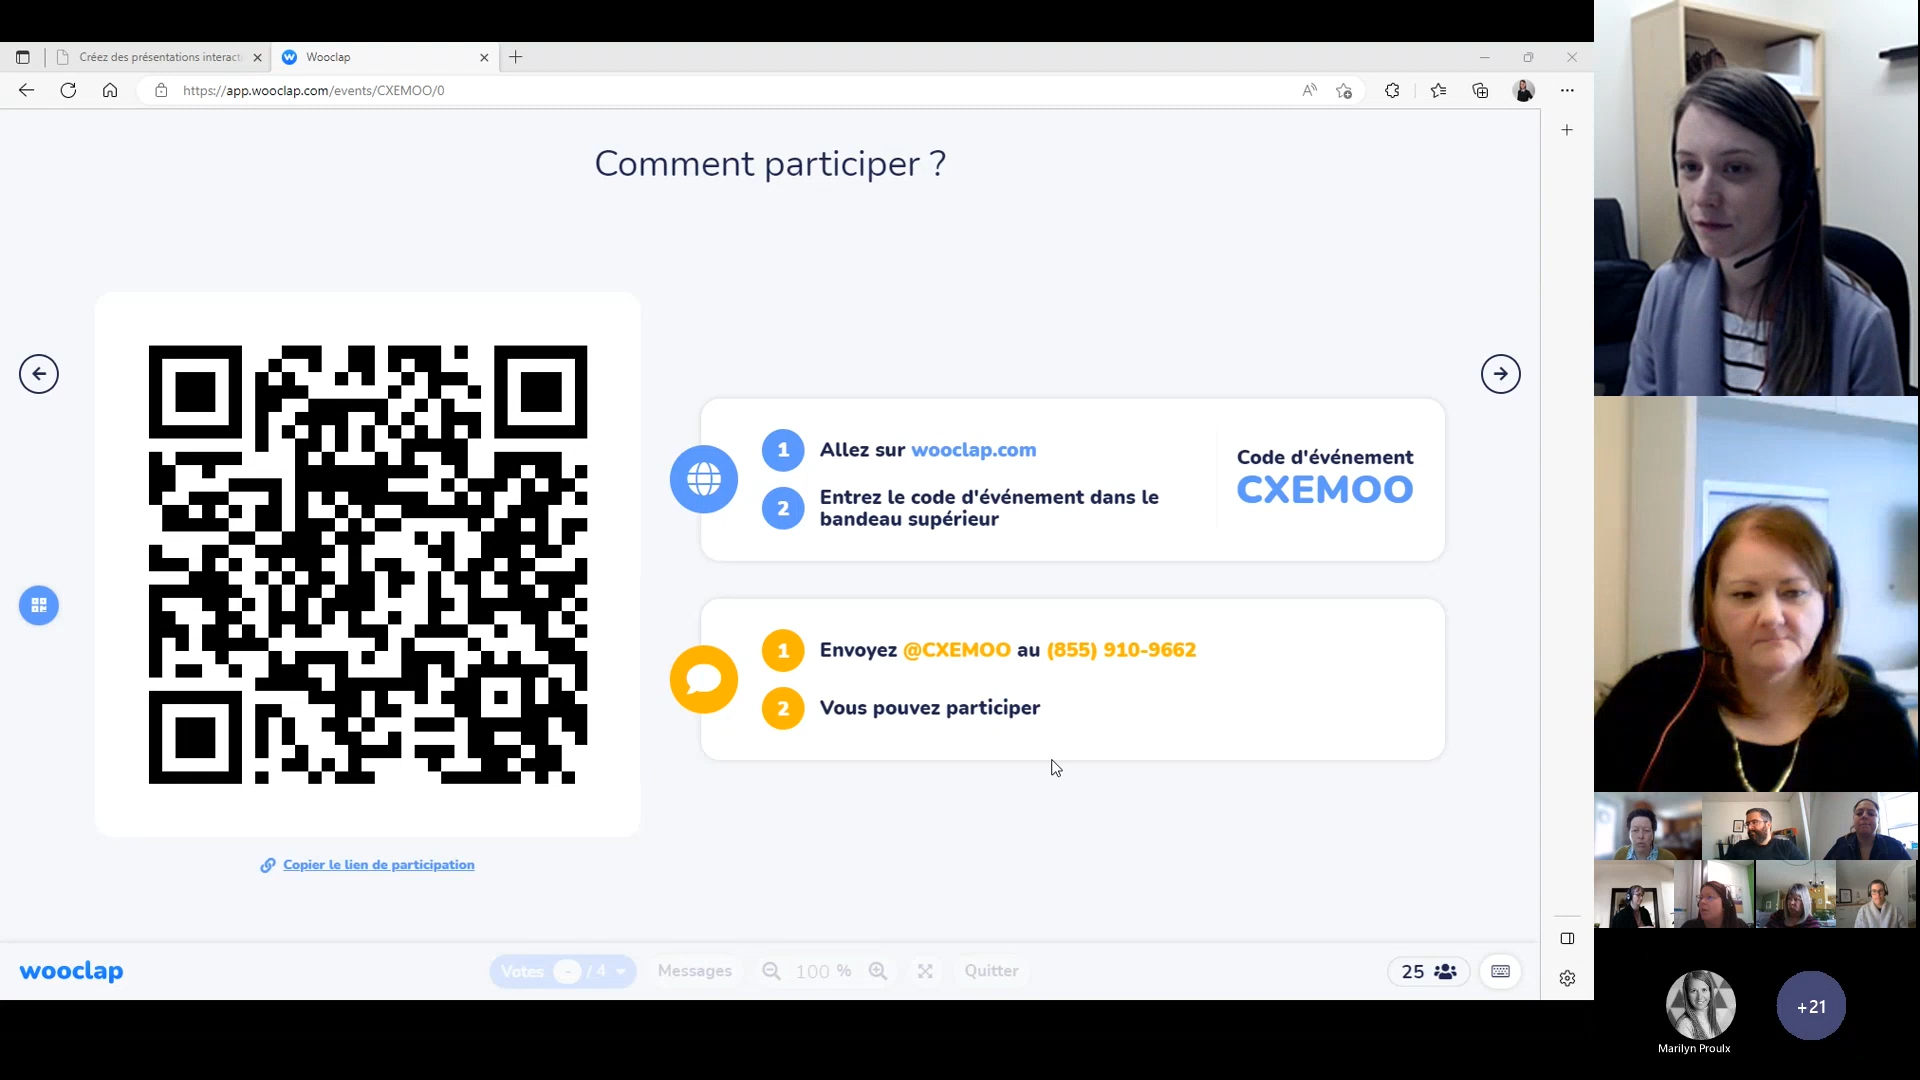 Créez des présentations interact
Wooclap
https://app.wooclap.com/events/CXEMOO/0
Comment participer ?
1 Allez sur wooclap.com
2 Entrez le code d'événement dans le
bandeau supérieur
Code d'événement
CXEMOO
1 Envoyez @CXEMOO au (855) 910-9662
2 Vous pouvez participer
Copier le lien de participation
wooclap
Votes - / 4
Messages
100 %
Quitter
25
+21
Marilyn Proulx